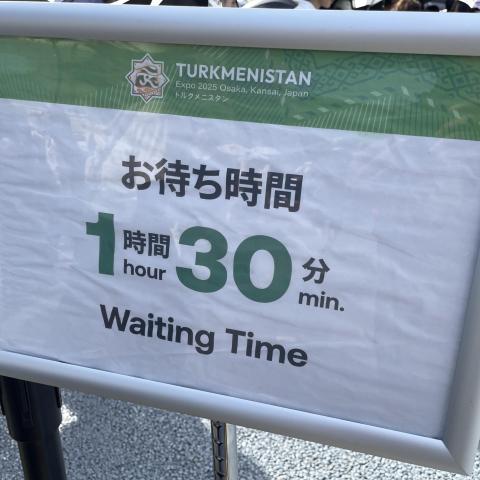 TURKMENISTAN
Expo 2025 Osaka, Kansai, Japan
トルクメニスタン
お待ち時間
1 時間 30 分
hour min.
Waiting Time